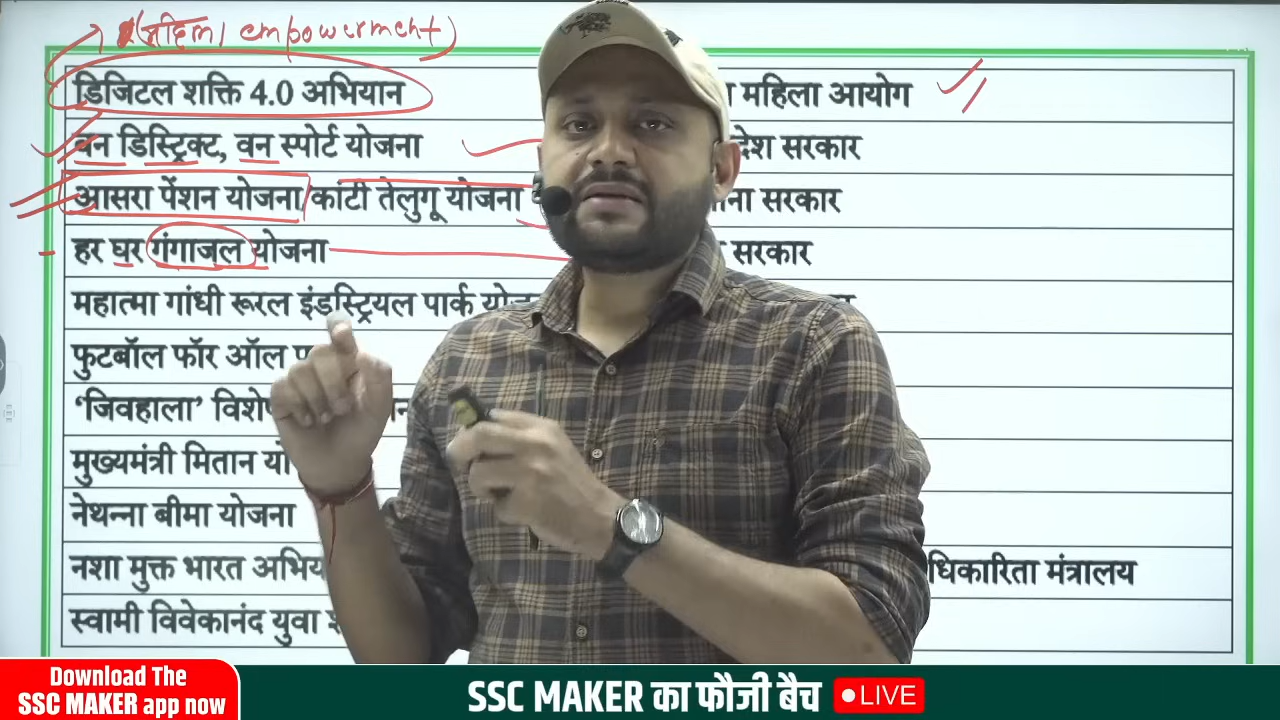 (महिला empowerment)
डिजिटल शक्ति 4.0 अभियान महिला आयोग
वन डिस्ट्रिक्ट, वन स्पोर्ट योजना सरकार
आसरा पेंशन योजना/कांटी तेलुगू योजना सरकार
हर घर गंगाजल योजना सरकार
महात्मा गांधी रूरल इंडस्ट्रियल पार्क
फुटबॉल फॉर ऑल
‘जिवहाला’
मुख्यमंत्री मितान
नेथन्ना बीमा योजना
नशा मुक्त भारत मंत्रालय
स्वामी विवेकानंद युवा
Download The
SSC MAKER app now
SSC MAKER का फौजी बैच LIVE